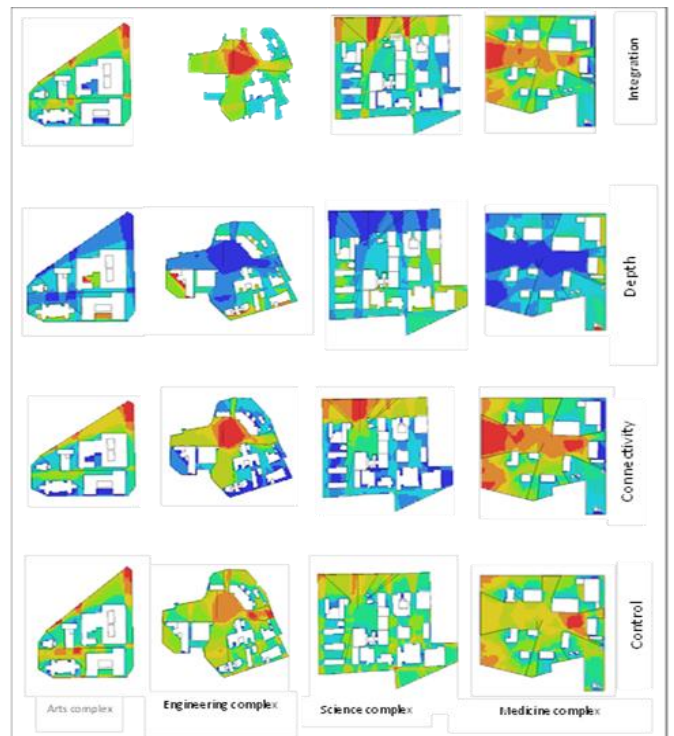 Integration
Depth
Connectivity
Control
Arts complex
Engineering complex
Science complex
Medicine complex